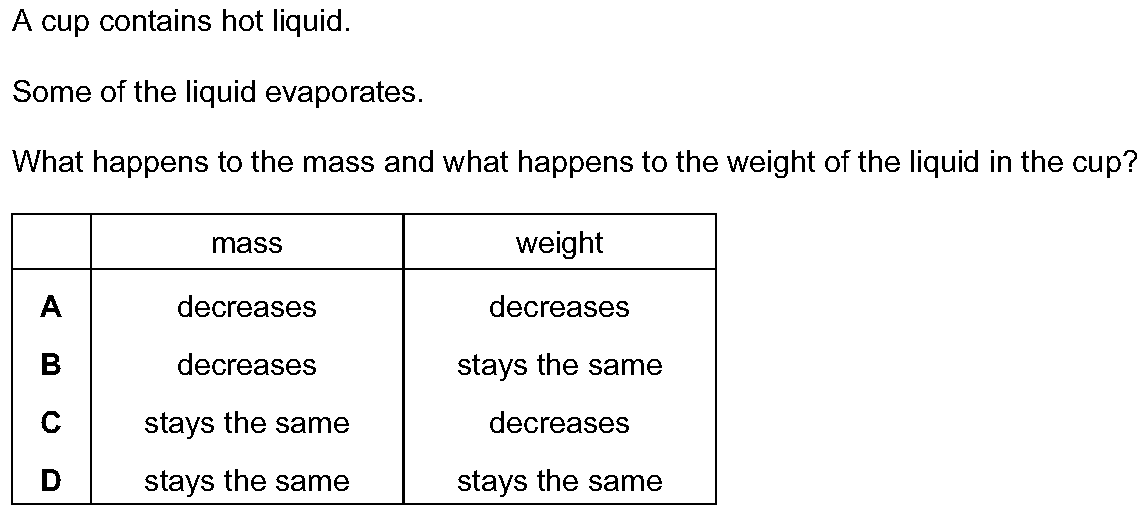 A cup contains hot liquid.
Some of the liquid evaporates.
What happens to the mass and what happens to the weight of the liquid in the cup?
mass weight
A decreases decreases
B decreases stays the same
C stays the same decreases
D stays the same stays the same